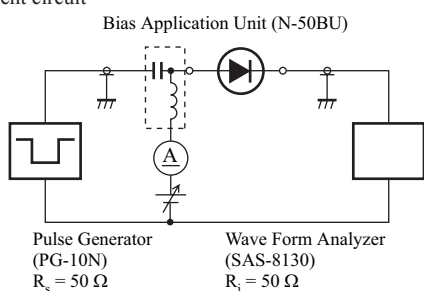 ent circuit
Bias Application Unit (N-50BU)
A
Pulse Generator
(PG-10N)
Rs = 50 Ω
Wave Form Analyzer
(SAS-8130)
Ri = 50 Ω